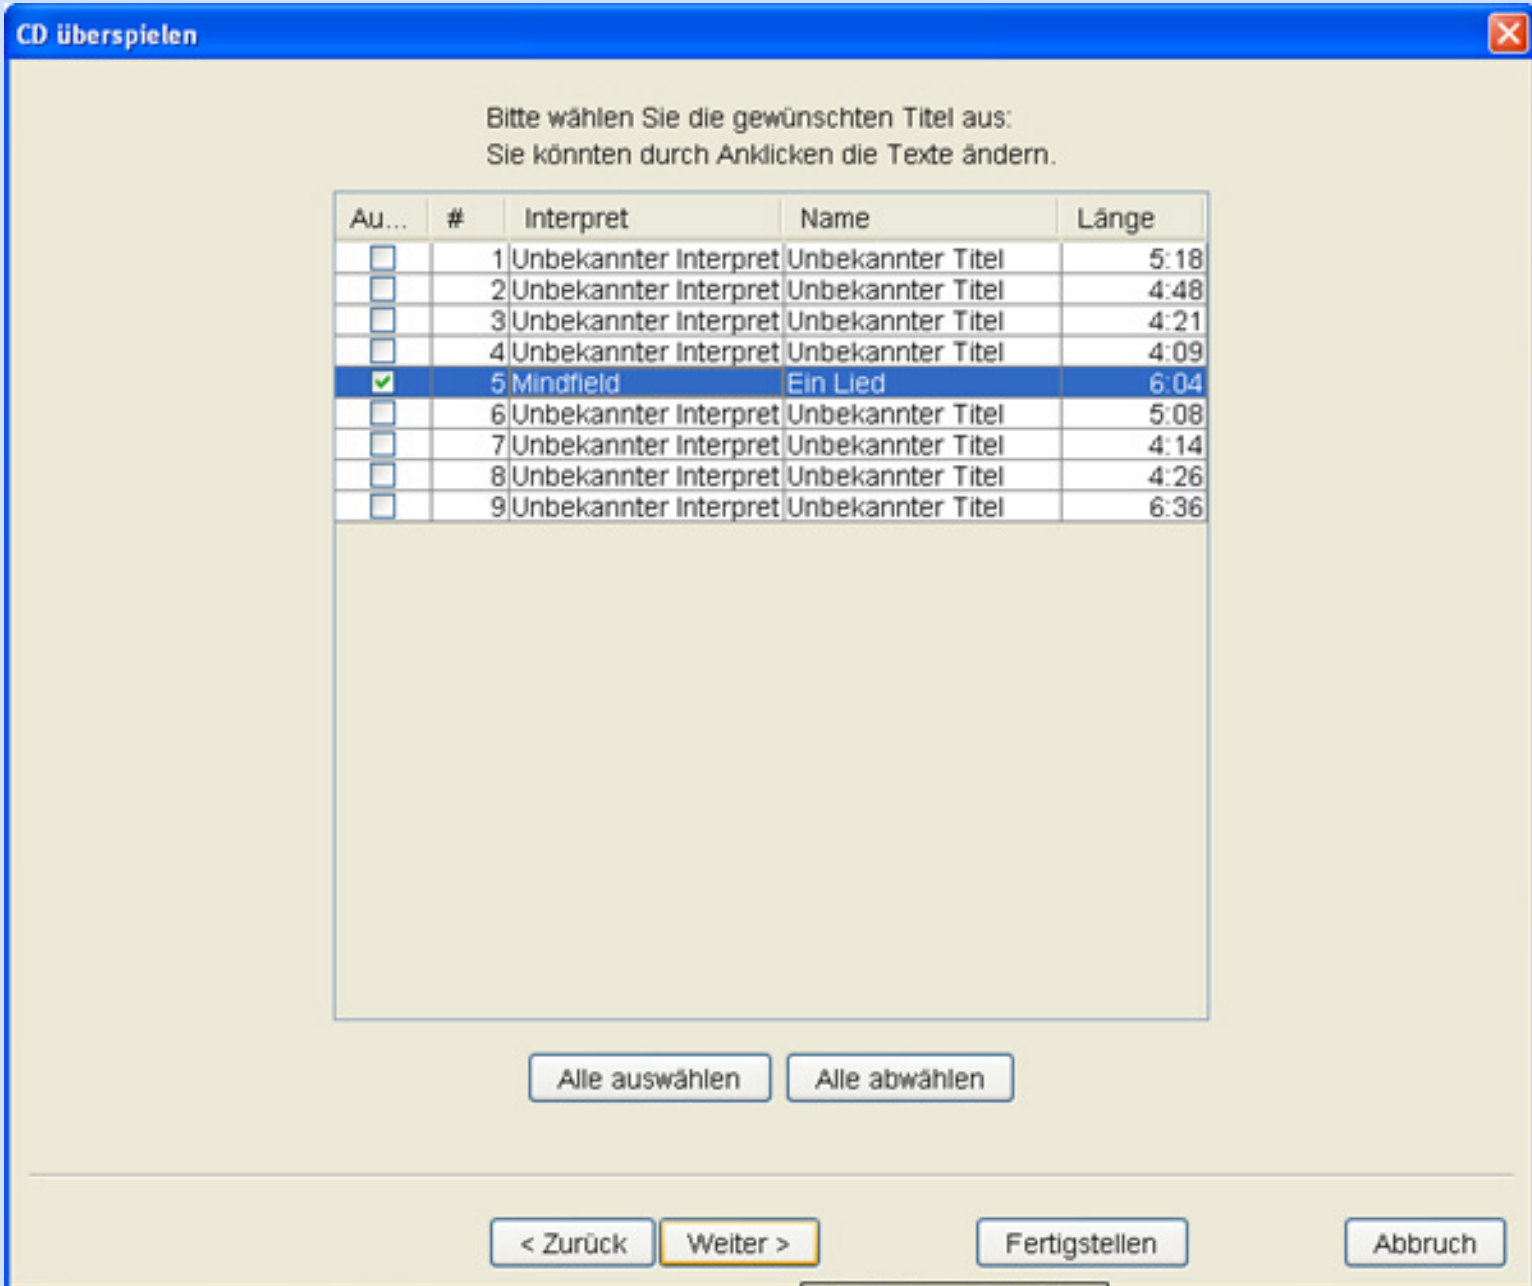 CD überspielen
Bitte wählen Sie die gewünschten Titel aus:
Sie könnten durch Anklicken die Texte ändern.
Au... # Interpret Name Länge
1 Unbekannter Interpret Unbekannter Titel 5:18
2 Unbekannter Interpret Unbekannter Titel 4:48
3 Unbekannter Interpret Unbekannter Titel 4:21
4 Unbekannter Interpret Unbekannter Titel 4:09
5 Mindfield Ein Lied 6:04
6 Unbekannter Interpret Unbekannter Titel 5:08
7 Unbekannter Interpret Unbekannter Titel 4:14
8 Unbekannter Interpret Unbekannter Titel 4:26
9 Unbekannter Interpret Unbekannter Titel 6:36
Alle auswählen Alle abwählen
< Zurück Weiter > Fertigstellen Abbruch